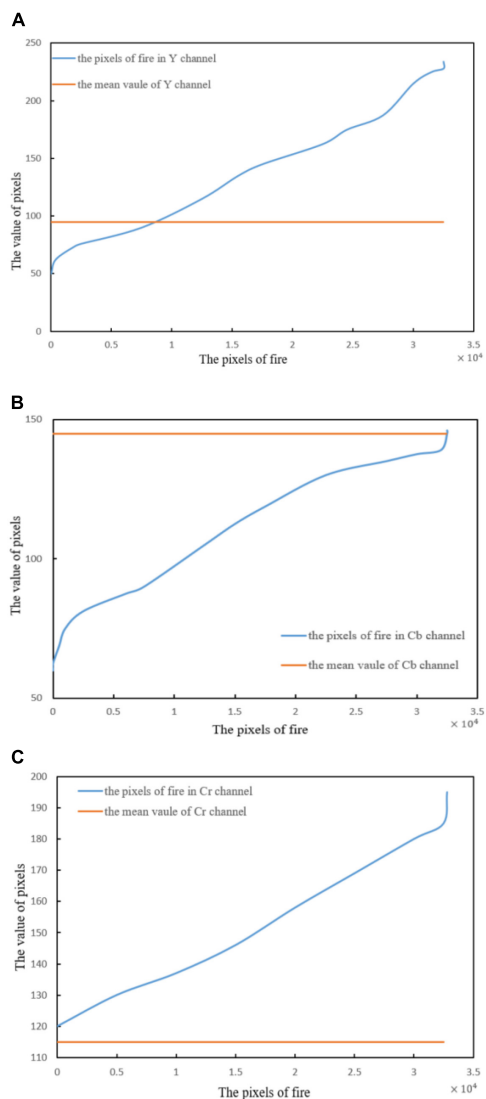 A
250
the pixels of fire in Y channel
the mean vaule of Y channel
200
150
100
50
0
The value of pixels
0 0.5 1 1.5 2 2.5 3 3.5
The pixels of fire
× 10⁴
B
150
100
50
The value of pixels
the pixels of fire in Cb channel
the mean vaule of Cb channel
0 0.5 1 1.5 2 2.5 3 3.5
The pixels of fire
× 10⁴
C
200
the pixels of fire in Cr channel
the mean vaule of Cr channel
190
180
170
160
150
140
130
120
110
The value of pixels
0 0.5 1 1.5 2 2.5 3 3.5
The pixels of fire
× 10⁴